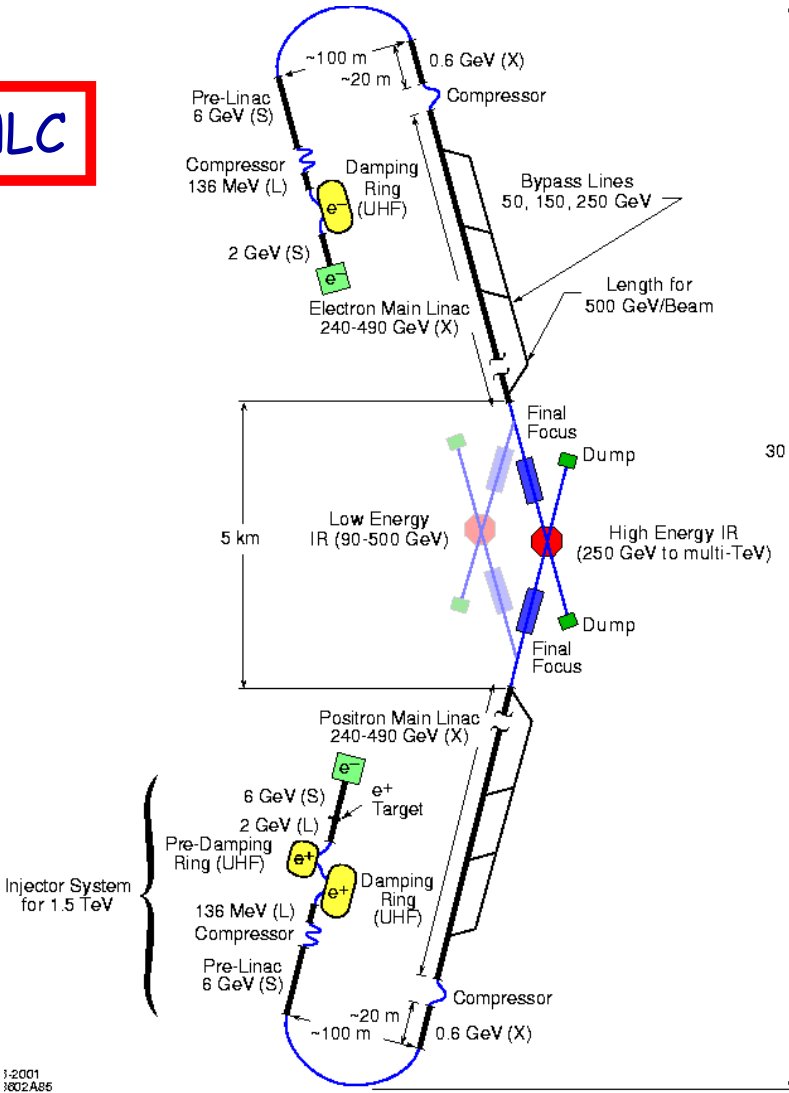 ~100 m
0.6 GeV (X)
~20 m
Compressor
Pre-Linac
6 GeV (S)
Compressor
136 MeV (L)
Damping
Ring
(UHF)
e–
Bypass Lines
50, 150, 250 GeV
2 GeV (S)
e–
Length for
500 GeV/Beam
Electron Main Linac
240-490 GeV (X)
Final
Focus
Dump
30
5 km
Low Energy
IR (90-500 GeV)
High Energy IR
(250 GeV to multi-TeV)
Dump
Final
Focus
Positron Main Linac
240-490 GeV (X)
e–
6 GeV (S)
e+
Target
2 GeV (L)
Pre-Damping
Ring (UHF)
e+
e+
Damping
Ring
(UHF)
Injector System
for 1.5 TeV
136 MeV (L)
Compressor
Pre-Linac
6 GeV (S)
Compressor
~20 m
~100 m
0.6 GeV (X)
-2001